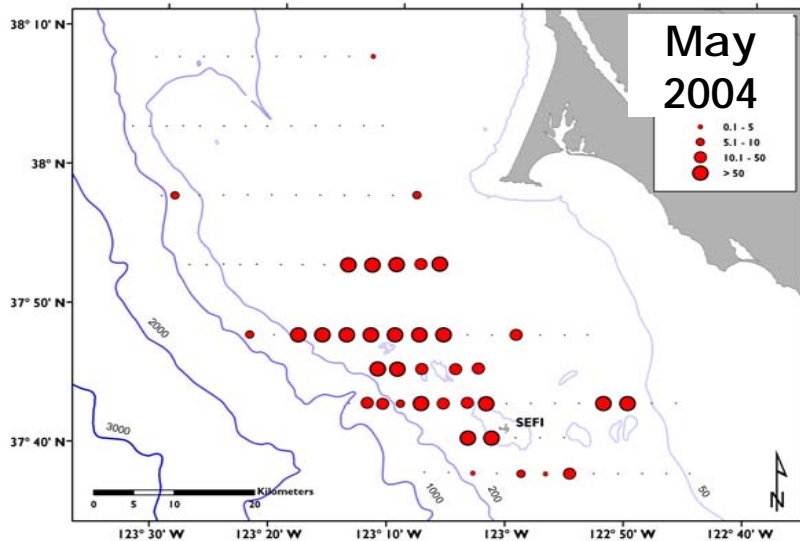 38° 10' N
May
2004
0.1 - 5
5.1 - 10
10.1 - 50
> 50
38° N
37° 50' N
2000
SEFI
37° 40' N
3000
0 5 10 20 Kilometers
1000
200
50
N
123° 30' W 123° 20' W 123° 10' W 123° W 122° 50' W 122° 40' W